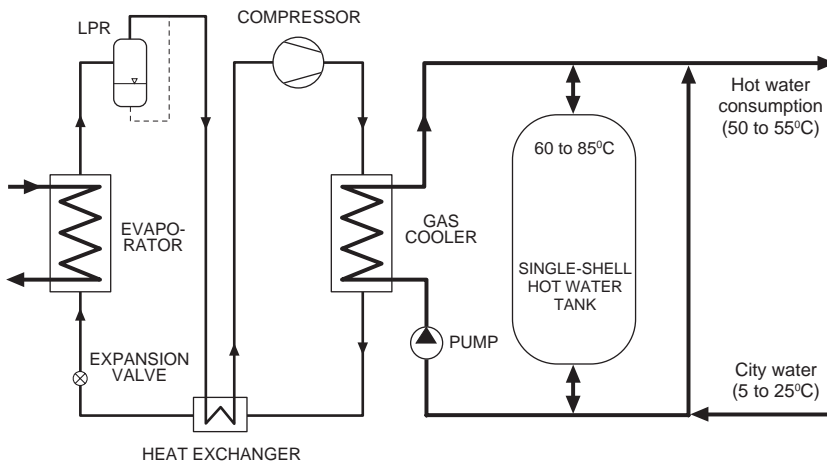 COMPRESSOR
LPR
Hot water
consumption
(50 to 55⁰C)
60 to 85⁰C
EVAPO-
RATOR
GAS
COOLER
SINGLE-SHELL
HOT WATER
TANK
EXPANSION
VALVE
PUMP
City water
(5 to 25⁰C)
HEAT EXCHANGER